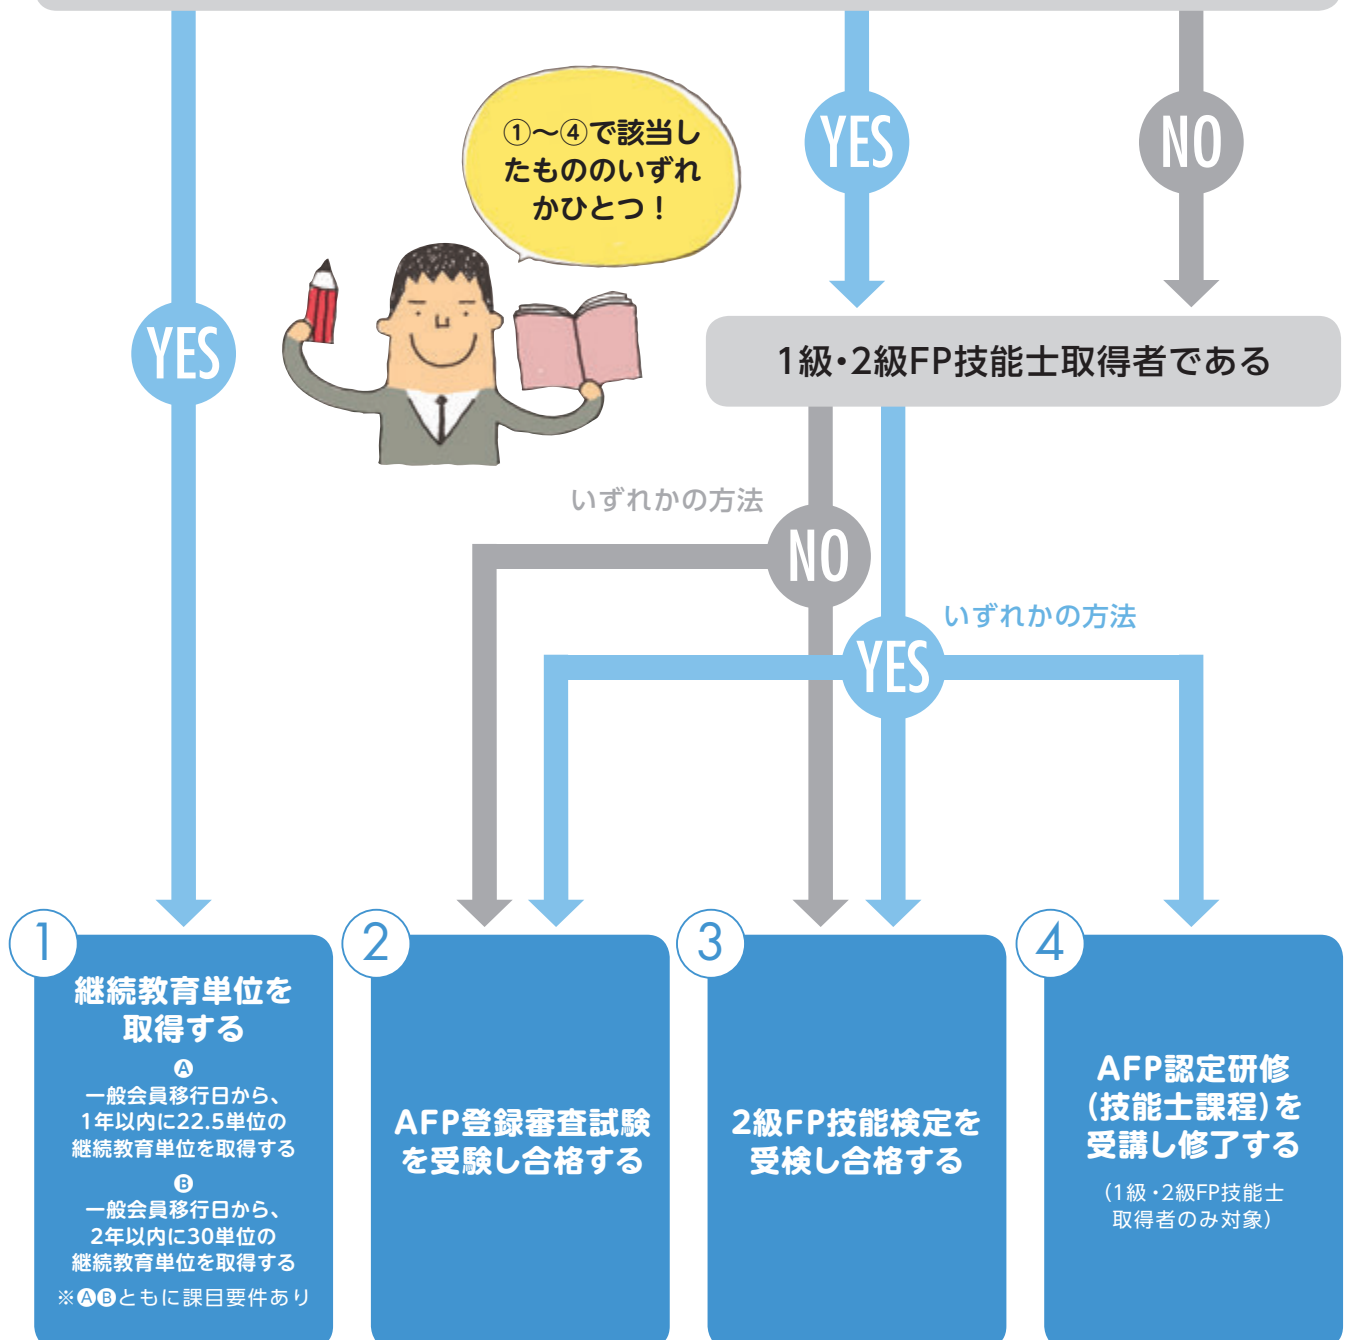 ①〜④で該当し
たもののいずれ
かひとつ！
YES
NO
YES
1級・2級FP技能士取得者である
いずれかの方法
NO
いずれかの方法
YES
1
継続教育単位を
取得する
A
一般会員移行日から、
1年以内に22.5単位の
継続教育単位を取得する
B
一般会員移行日から、
2年以内に30単位の
継続教育単位を取得する
※ABともに課目要件あり
2
AFP登録審査試験
を受験し合格する
3
2級FP技能検定を
受検し合格する
4
AFP認定研修
(技能士課程)を
受講し修了する
(1級・2級FP技能士
取得者のみ対象)